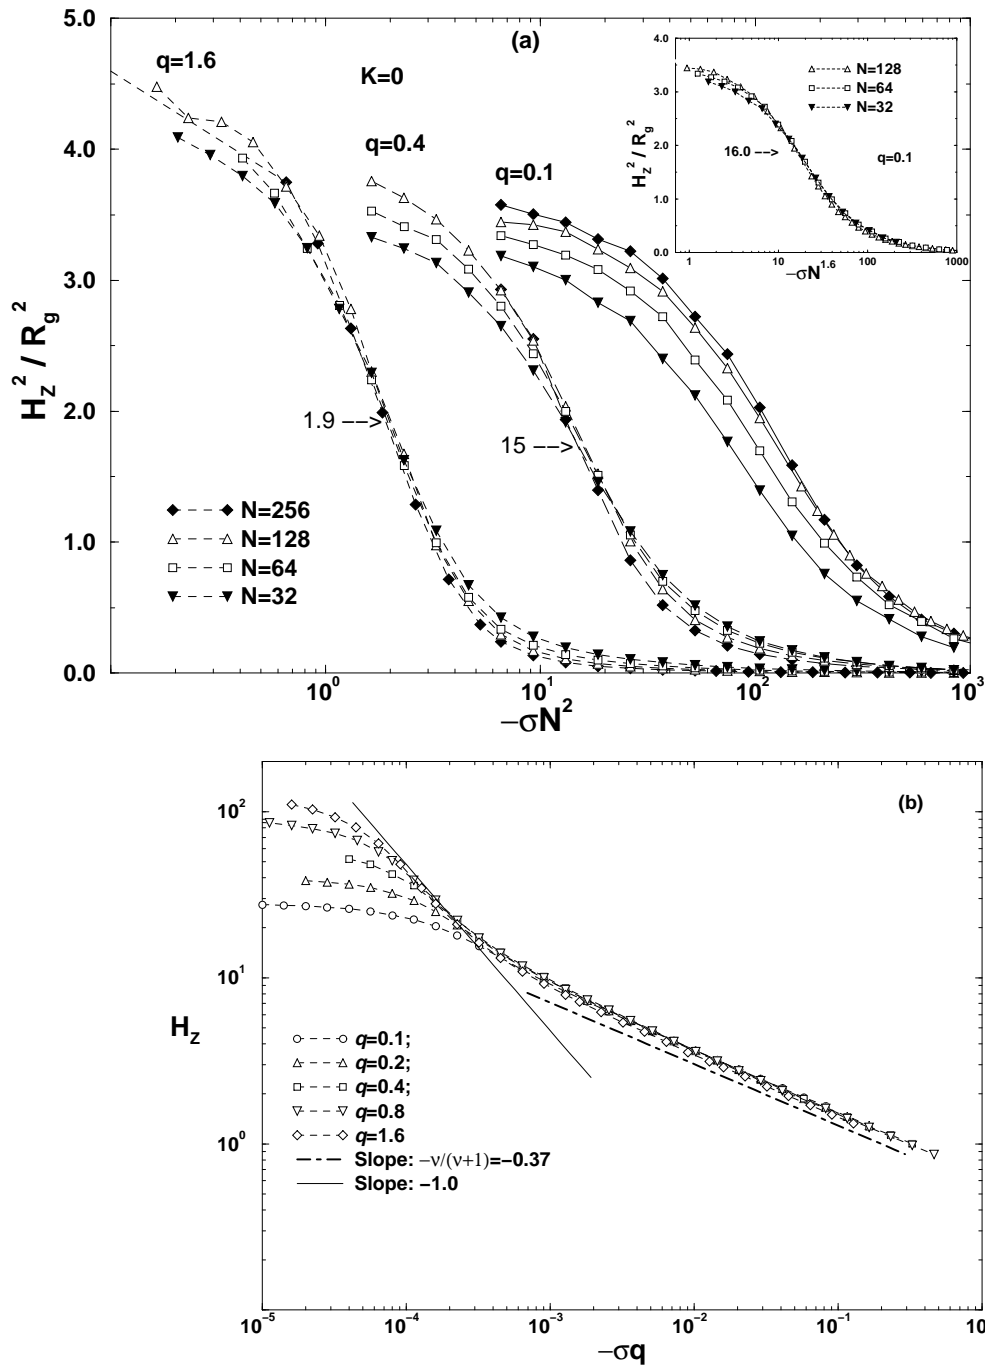 (a)
5.0
4.0
3.0
2.0
1.0
0.0
H_Z^2 / R_g^2
q=1.6
K=0
q=0.4
q=0.1
1.9 −−>
15 −−>
N=256
N=128
N=64
N=32
10^0
10^1
10^2
10^3
−σN^2
4.0
3.0
2.0
1.0
0.0
H_Z^2 / R_g^2
N=128
N=64
N=32
16.0 −−>
q=0.1
1
10
100
1000
−σN^1.6
(b)
10^2
10^1
10^0
H_Z
q=0.1;
q=0.2;
q=0.4;
q=0.8
q=1.6
Slope: −ν/(ν+1)=−0.37
Slope: −1.0
10^−5
10^−4
10^−3
10^−2
10^−1
10^0
−σq